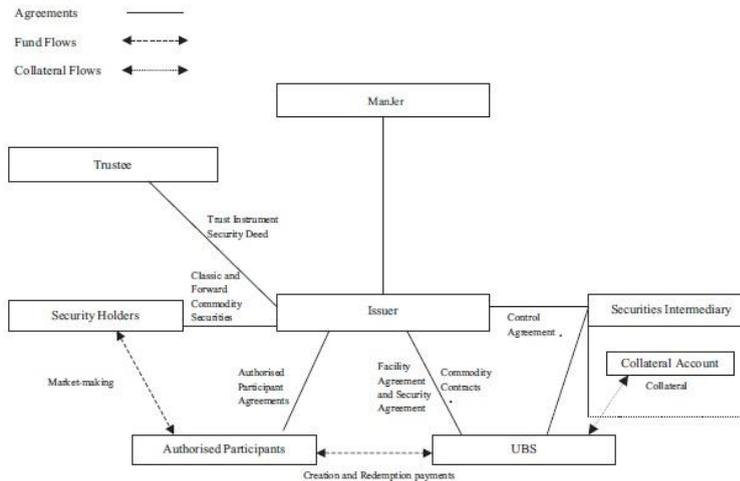 Agreements
Fund Flows
Collateral Flows
ManJer
Trustee
Trust Instrument
Security Deed
Classic and
Forward
Commodity
Securities
Security Holders
Issuer
Control
Agreement
Securities Intermediary
Collateral Account
Collateral
Market-making
Authorised
Participant
Agreements
Facility
Agreement
and Security
Agreement
Commodity
Contracts
Authorised Participants
UBS
Creation and Redemption payments